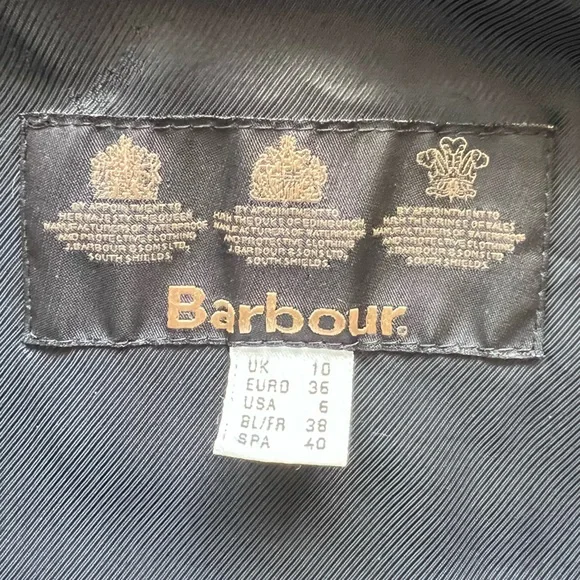 BY APPOINTMENT TO
HER MAJESTY THE QUEEN
MANUFACTURERS OF WATERPROOF
AND PROTECTIVE CLOTHING
J. BARBOUR & SONS LTD.
SOUTH SHIELDS.
BY APPOINTMENT TO
H.R.H. THE DUKE OF EDINBURGH
MANUFACTURERS OF WATERPROOF
AND PROTECTIVE CLOTHING
J. BARBOUR & SONS LTD.
SOUTH SHIELDS.
BY APPOINTMENT TO
H.R.H. THE PRINCE OF WALES
MANUFACTURERS OF WATERPROOF
AND PROTECTIVE CLOTHING
J. BARBOUR & SONS LTD.
SOUTH SHIELDS.
Barbour.
UK 10
EURO 36
USA 6
BL/FR 38
SPA 40